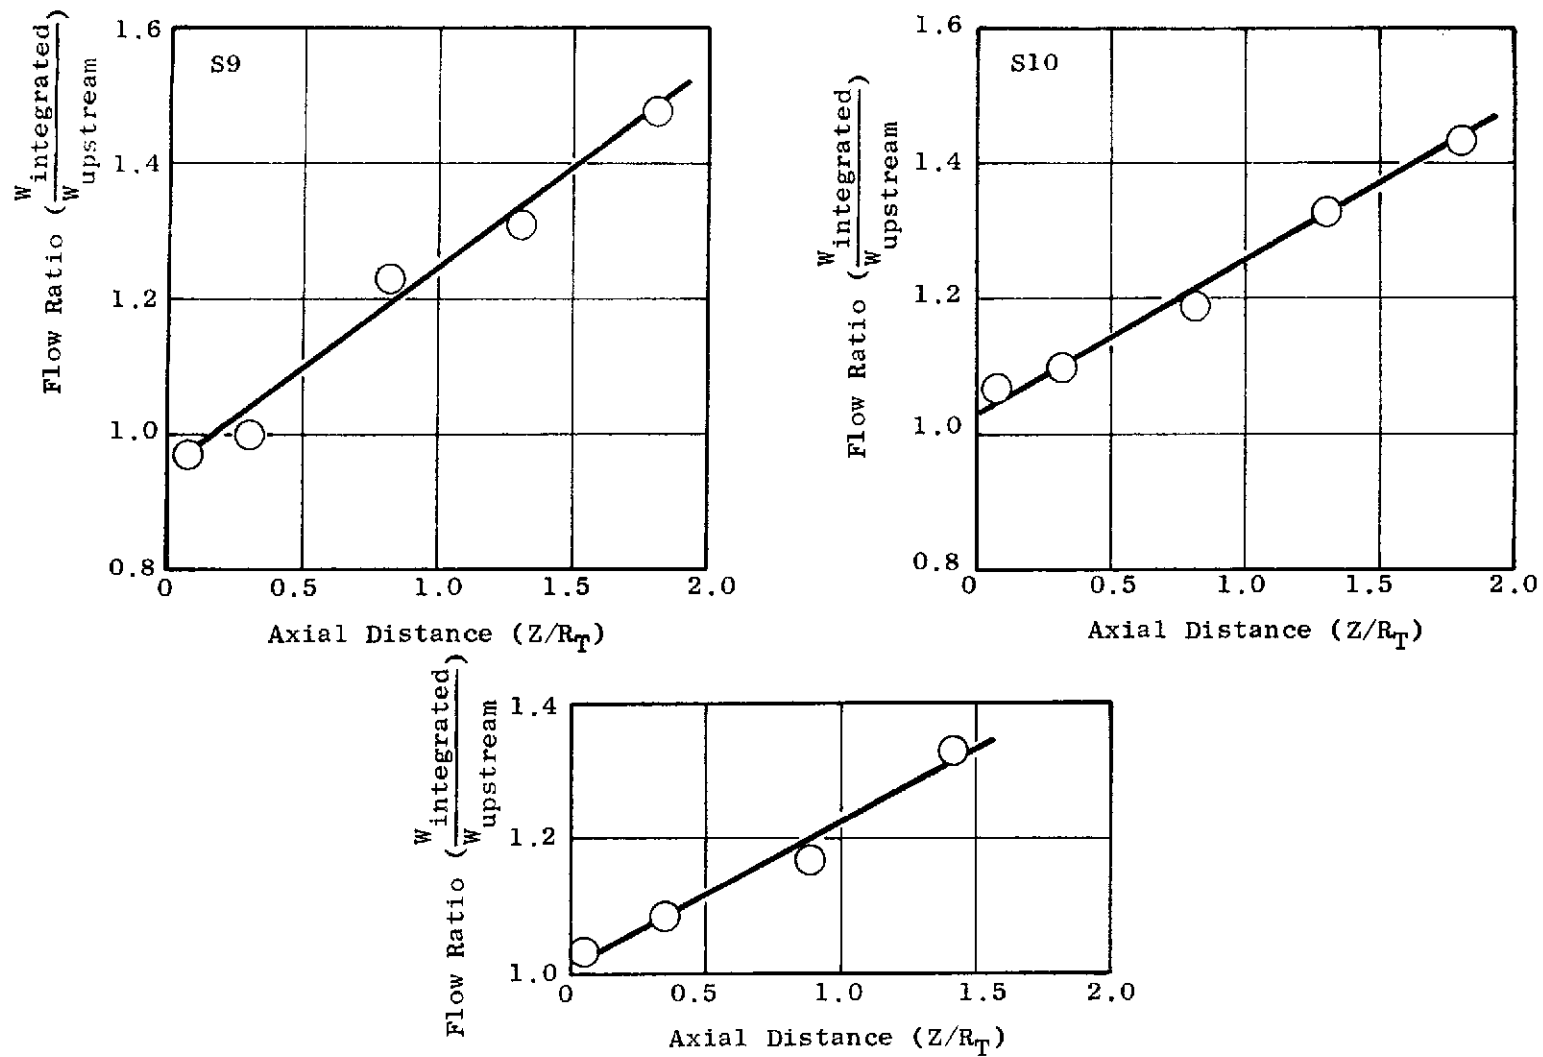 S9
Flow Ratio (W integrated / W upstream)
1.6
1.4
1.2
1.0
0.8
0 0.5 1.0 1.5 2.0
Axial Distance (Z/R_T)
S10
Flow Ratio (W integrated / W upstream)
1.6
1.4
1.2
1.0
0.8
0 0.5 1.0 1.5 2.0
Axial Distance (Z/R_T)
Flow Ratio (W integrated / W upstream)
1.4
1.2
1.0
0 0.5 1.0 1.5 2.0
Axial Distance (Z/R_T)